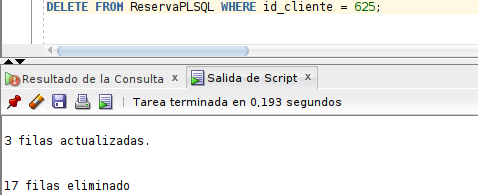 DELETE FROM ReservaPLSQL WHERE id_cliente = 625;
Resultado de la Consulta x Salida de Script x
Tarea terminada en 0,193 segundos
3 filas actualizadas.
17 filas eliminado